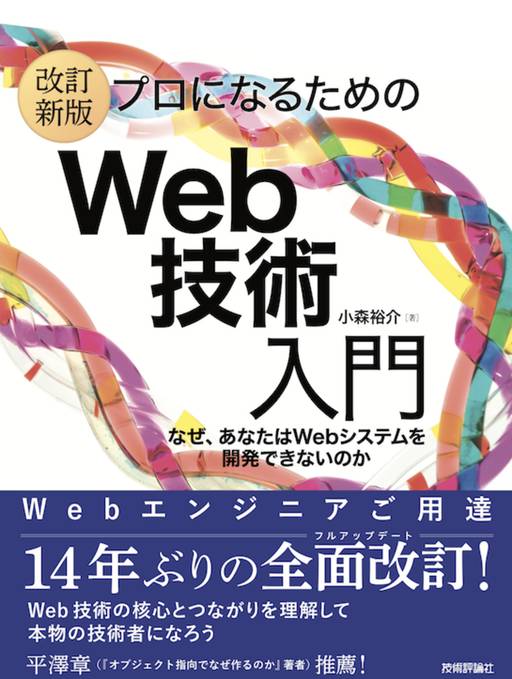 改訂
新版
プロになるための
Web
技術
小森裕介[著]
入門
なぜ、あなたはWebシステムを
開発できないのか
Webエンジニアご用達
フルアップデート
14年ぶりの全面改訂!
Web技術の核心とつながりを理解して
本物の技術者になろう
平澤章(『オブジェクト指向でなぜ作るのか』著者)推薦!
技術評論社